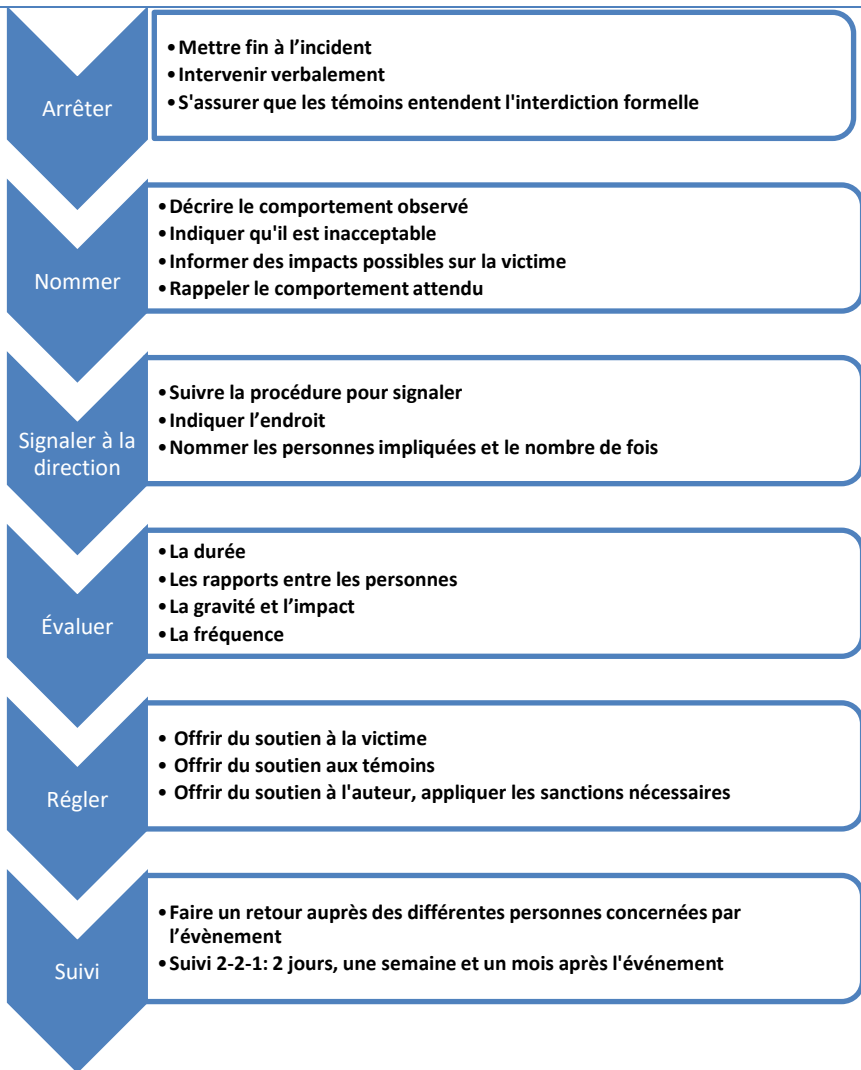 Arrêter
•Mettre fin à l’incident
•Intervenir verbalement
•S'assurer que les témoins entendent l'interdiction formelle
Nommer
•Décrire le comportement observé
•Indiquer qu'il est inacceptable
•Informer des impacts possibles sur la victime
•Rappeler le comportement attendu
Signaler à la
direction
•Suivre la procédure pour signaler
•Indiquer l’endroit
•Nommer les personnes impliquées et le nombre de fois
Évaluer
•La durée
•Les rapports entre les personnes
•La gravité et l’impact
•La fréquence
Régler
• Offrir du soutien à la victime
• Offrir du soutien aux témoins
• Offrir du soutien à l'auteur, appliquer les sanctions nécessaires
Suivi
•Faire un retour auprès des différentes personnes concernées par
l’évènement
•Suivi 2-2-1: 2 jours, une semaine et un mois après l'événement